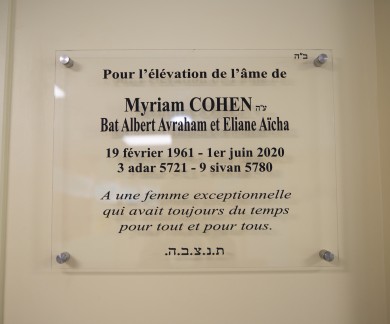 ב"ה
Pour l'élévation de l'âme de
Myriam COHEN ע"ה
Bat Albert Avraham et Eliane Aïcha
19 février 1961 - 1er juin 2020
3 adar 5721 - 9 sivan 5780
A une femme exceptionnelle
qui avait toujours du temps
pour tout et pour tous.
ת.נ.צ.ב.ה.